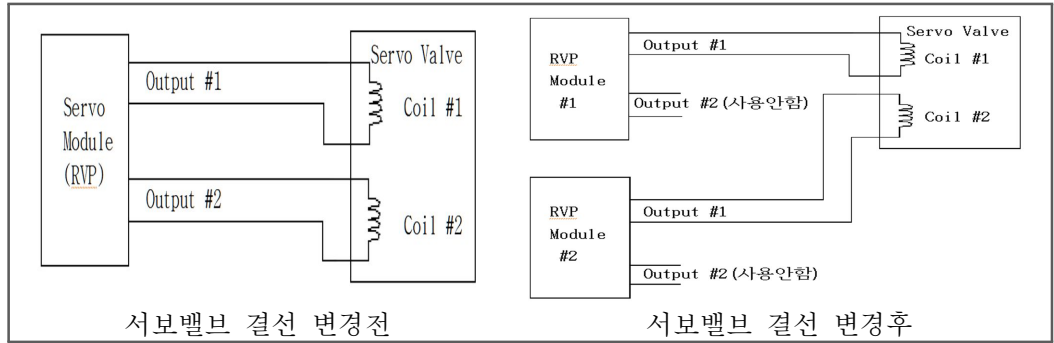 Servo
Module
(RVP)
Output #1
Output #2
Servo Valve
Coil #1
Coil #2
서보밸브 결선 변경전
RVP
Module
#1
Output #1
Output #2(사용안함)
RVP
Module
#2
Output #1
Output #2(사용안함)
Servo Valve
Coil #1
Coil #2
서보밸브 결선 변경후